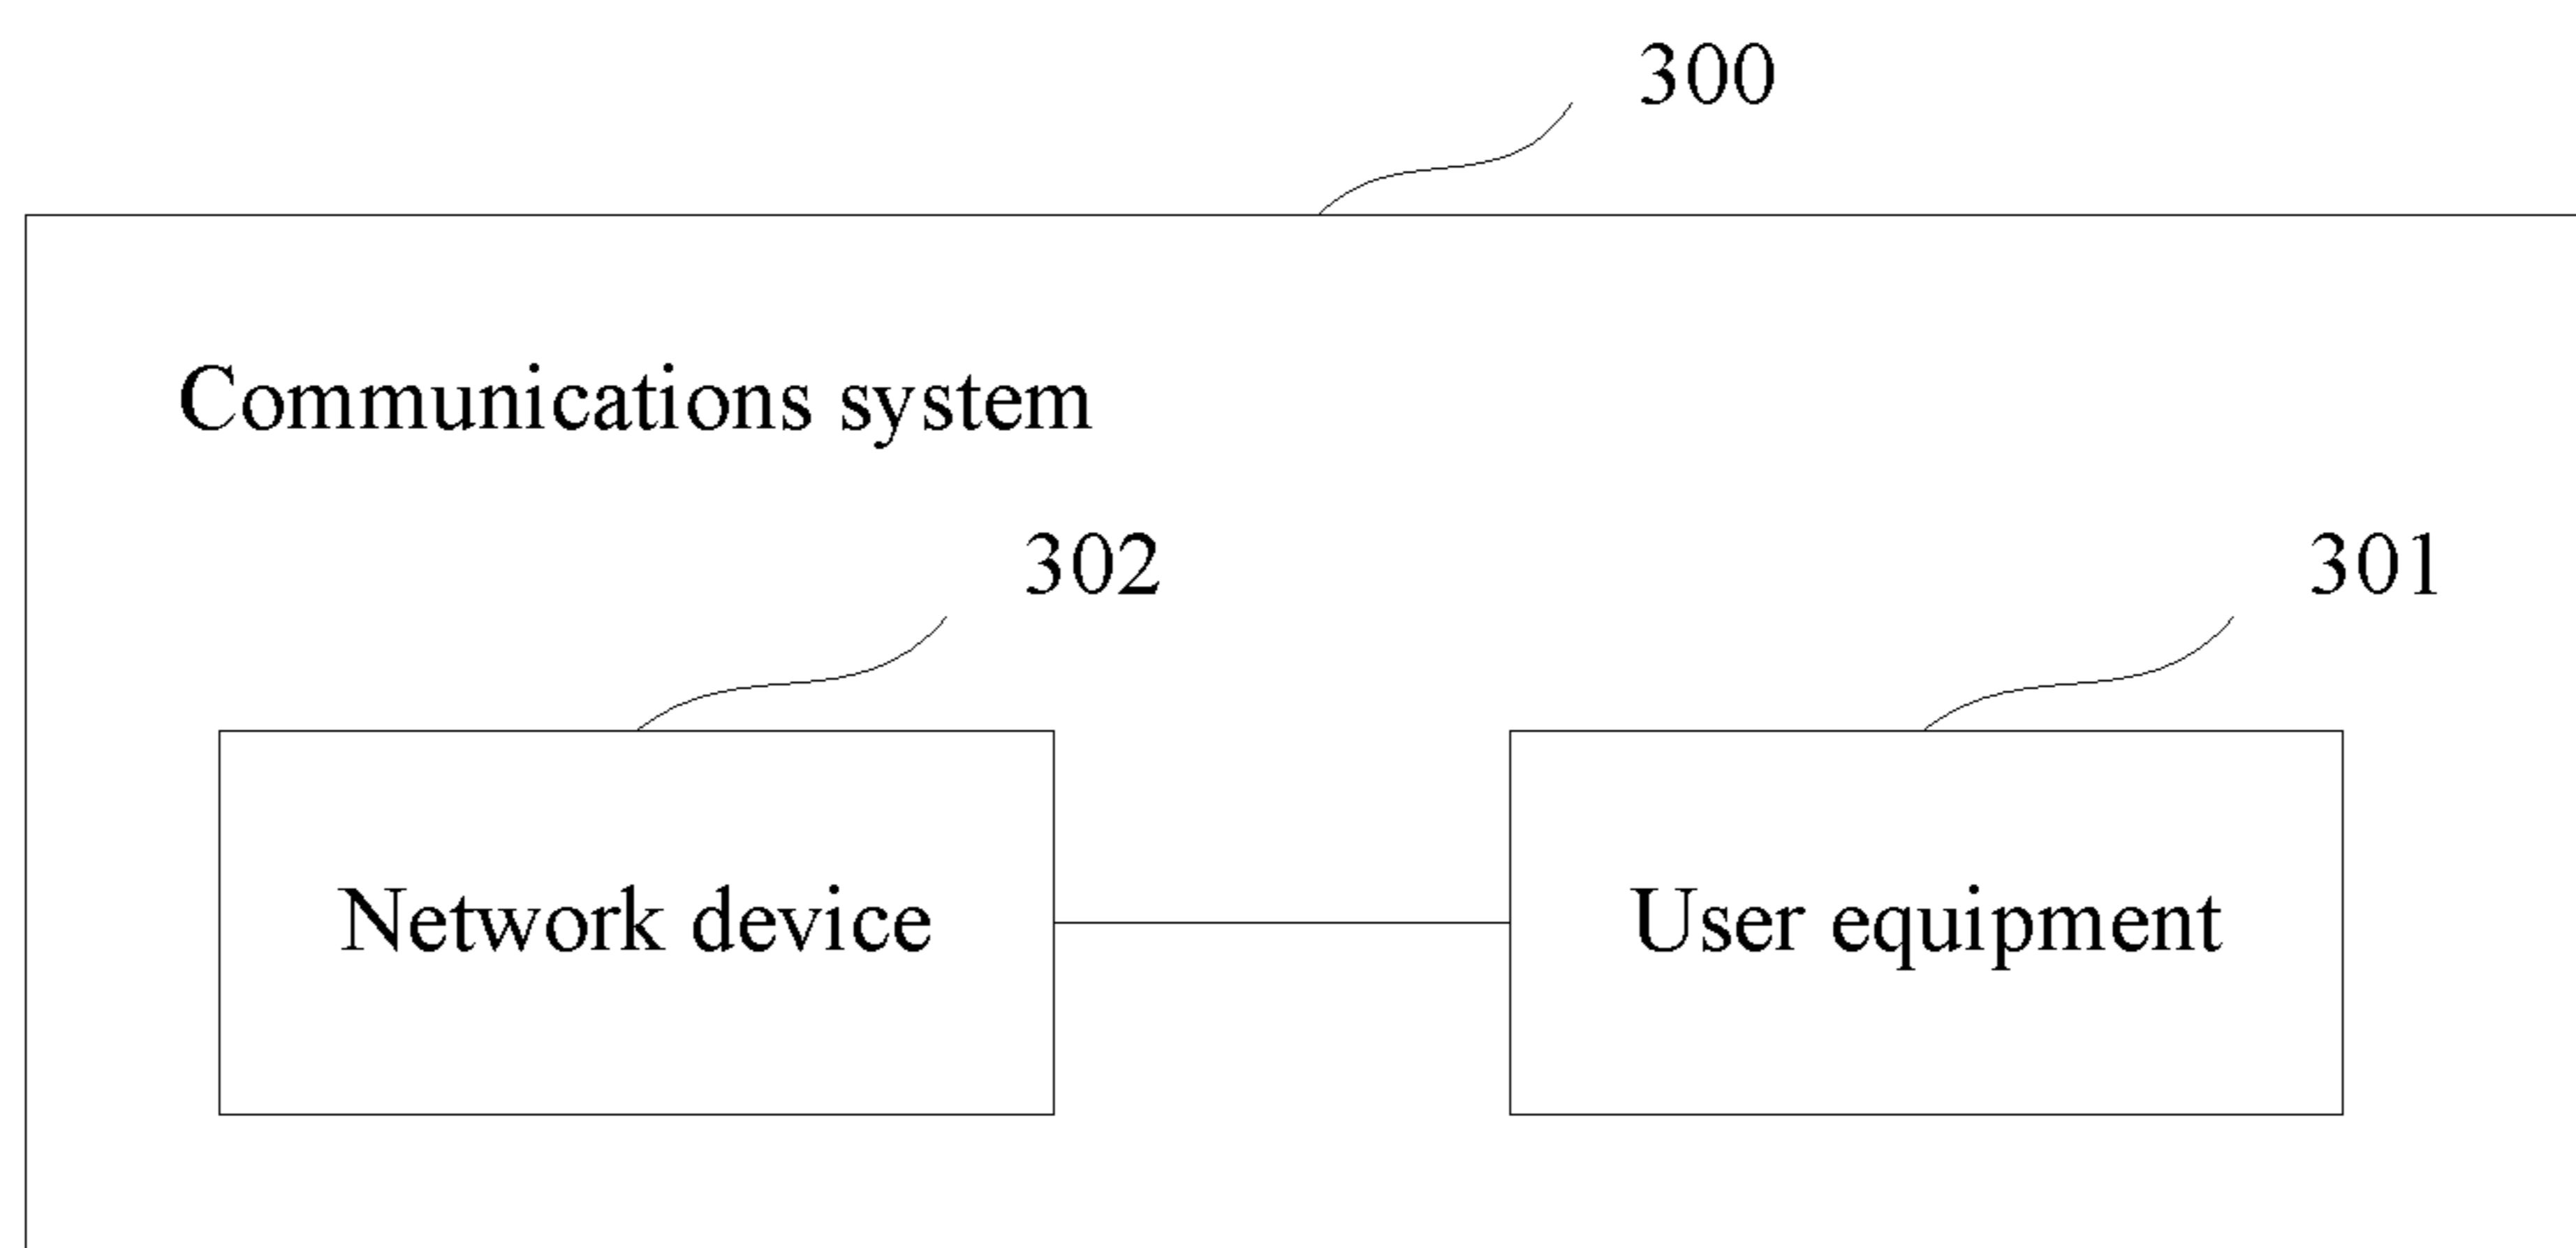 300
Communications system
302
301
Network device
User equipment